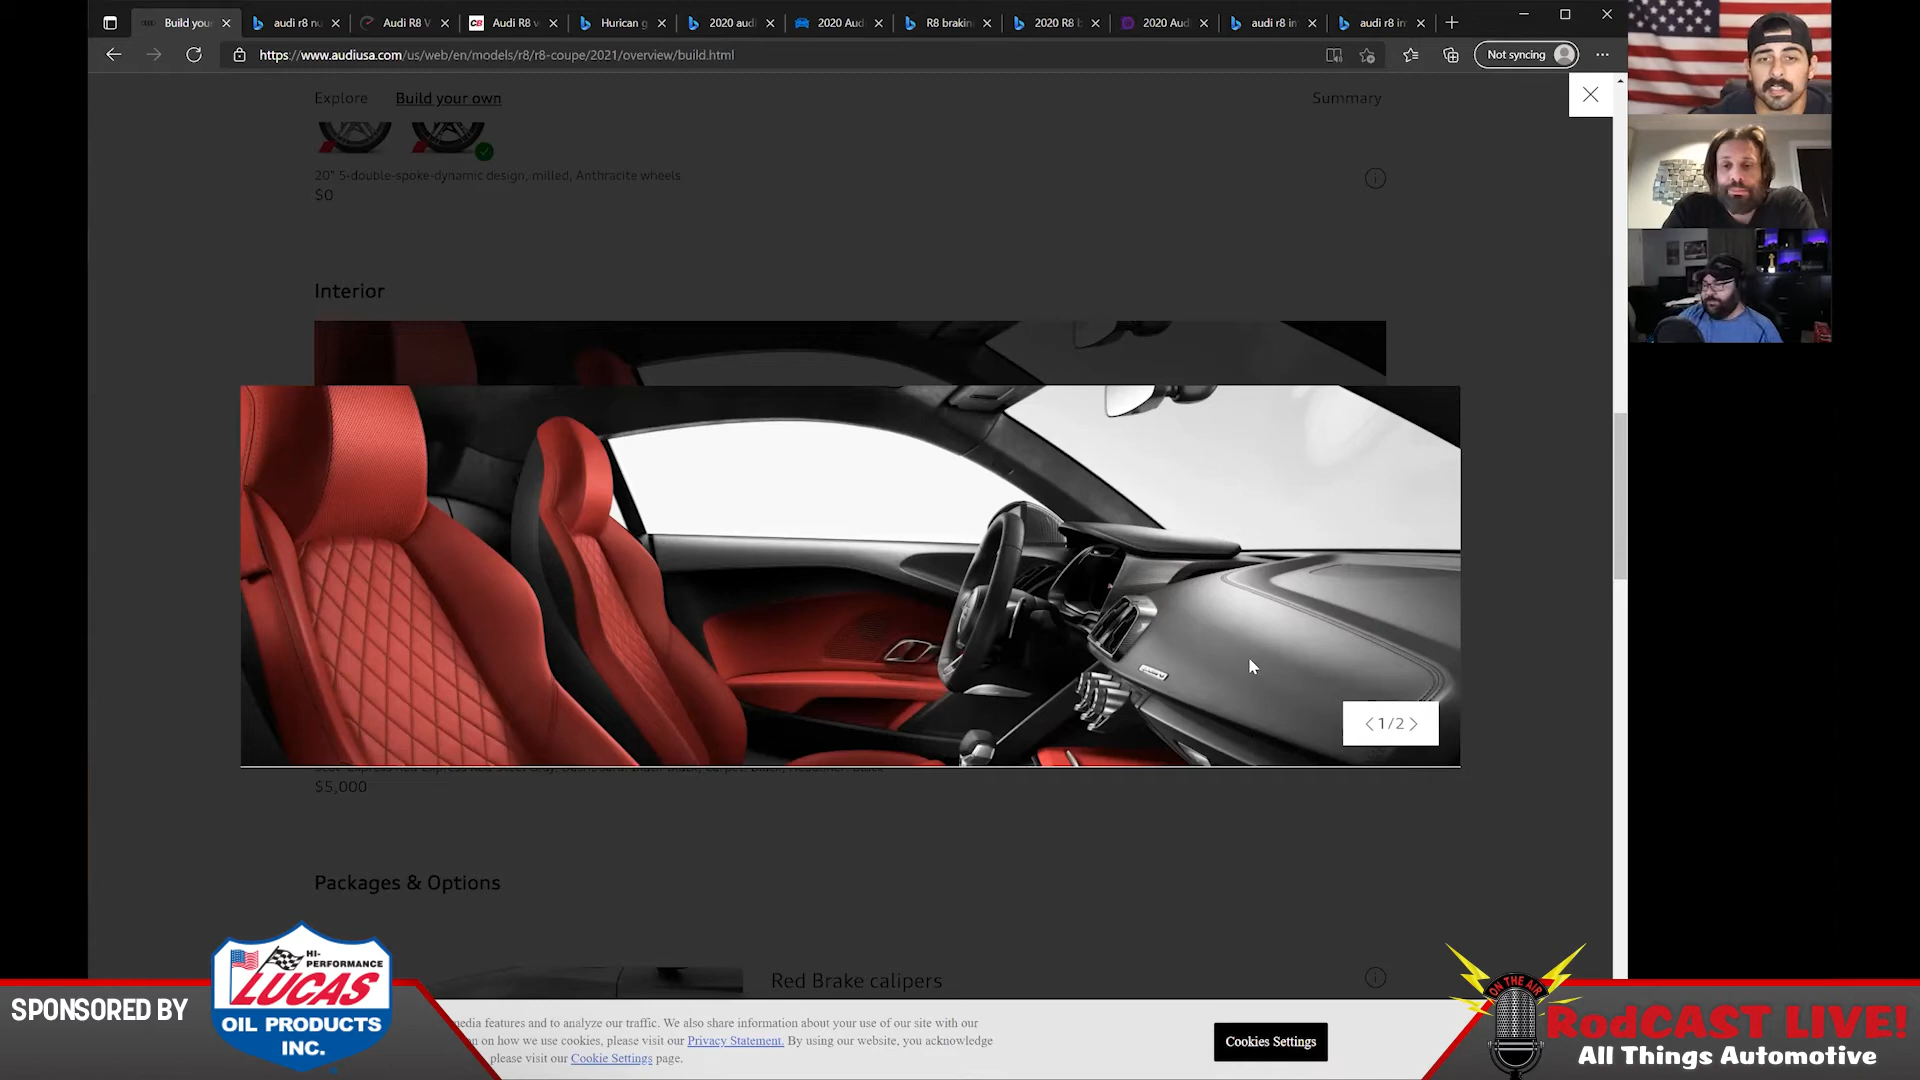 Build you
audi r8 nu
Audi R8 V
CB Audi R8 v
Hurican g
2020 audi
2020 Aud
R8 brakin
2020 R8 b
2020 Aud
audi r8 in
audi r8 in
https://www.audiusa.com/us/web/en/models/r8/r8-coupe/2021/overview/build.html
Not syncing
Explore Build your own Summary
20" 5-double-spoke-dynamic design, milled, Anthracite wheels
$0
Interior
1/2
$5,000
Packages & Options
Red Brake calipers
SPONSORED BY
HI-
PERFORMANCE
LUCAS
OIL PRODUCTS
INC.
media features and to analyze our traffic. We also share information about your use of our site with our
on on how we use cookies, please visit our Privacy Statement. By using our website, you acknowledge
please visit our Cookie Settings page.
Cookies Settings
ON THE AIR
RodCAST LIVE!
All Things Automotive